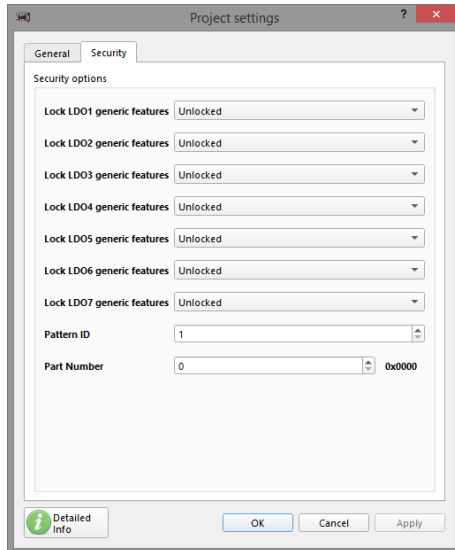 Project settings
?
×
General
Security
Security options
Lock LDO1 generic features Unlocked
Lock LDO2 generic features Unlocked
Lock LDO3 generic features Unlocked
Lock LDO4 generic features Unlocked
Lock LDO5 generic features Unlocked
Lock LDO6 generic features Unlocked
Lock LDO7 generic features Unlocked
Pattern ID 1
Part Number 0 0x0000
i Detailed
Info
OK
Cancel
Apply